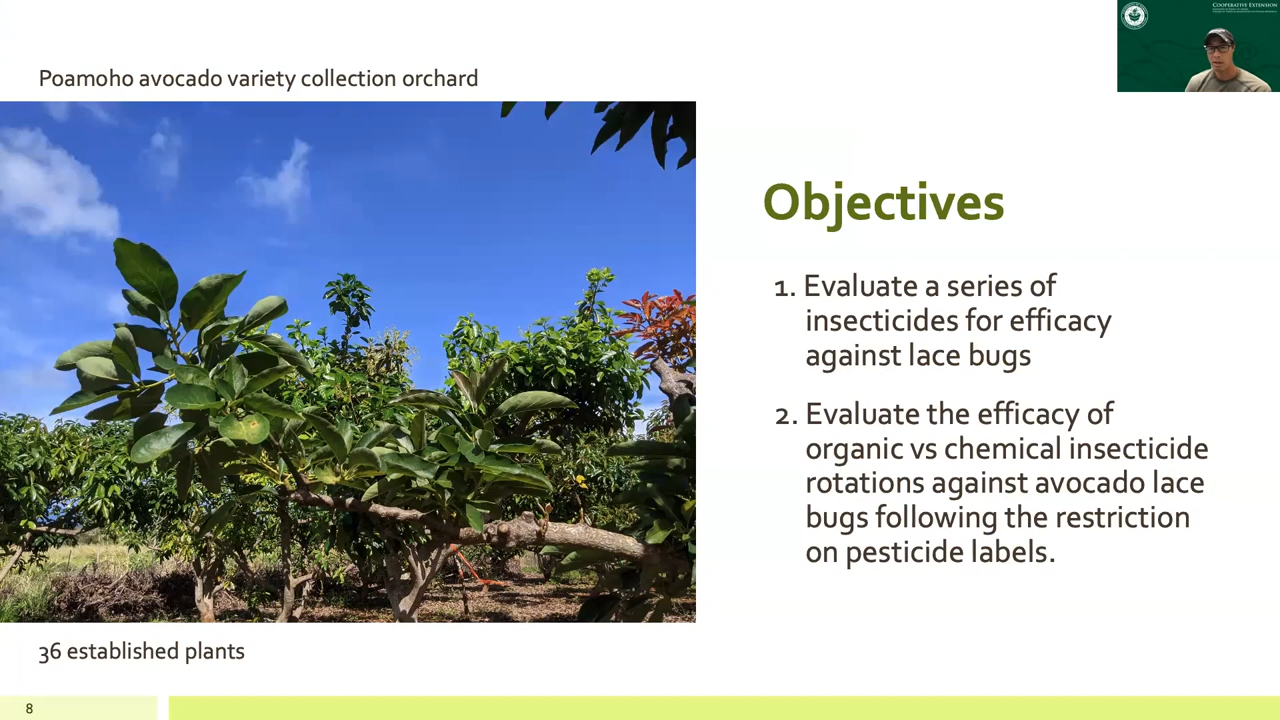 COOPERATIVE EXTENSION
Poamoho avocado variety collection orchard
Objectives
1. Evaluate a series of
insecticides for efficacy
against lace bugs
2. Evaluate the efficacy of
organic vs chemical insecticide
rotations against avocado lace
bugs following the restriction
on pesticide labels.
36 established plants
8